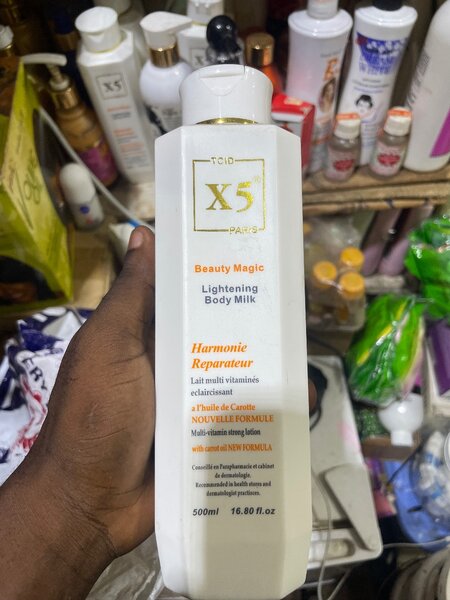 TCID
X5
PARIS
Beauty Magic
Lightening
Body Milk
Harmonie
Reparateur
Lait multi vitaminés
eclaircissant
a l'huile de Carotte
NOUVELLE FORMULE
Multi-vitamin strong lotion
with carrot oil NEW FORMULA
Conseillé en Parapharmacie et cabinet
de dermatologie.
Recommended in health stores and
dermatologist practices.
500ml 16.80 fl.oz
X5
X5